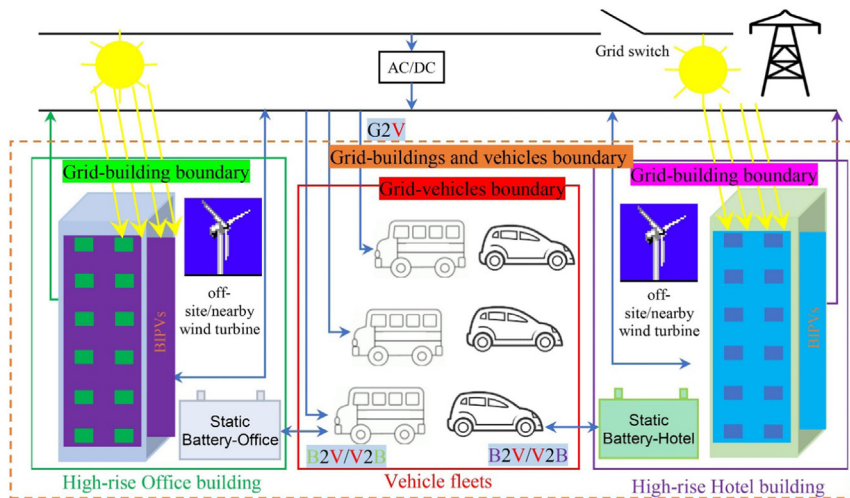 Grid switch
AC/DC
G2V
Grid-buildings and vehicles boundary
Grid-building boundary
Grid-vehicles boundary
Grid-building boundary
off-
site/nearby
wind turbine
BIPVs
off-
site/nearby
wind turbine
BIPVs
Static
Battery-Office
Static
Battery-Hotel
B2V/V2B
B2V/V2B
High-rise Office building
Vehicle fleets
High-rise Hotel building